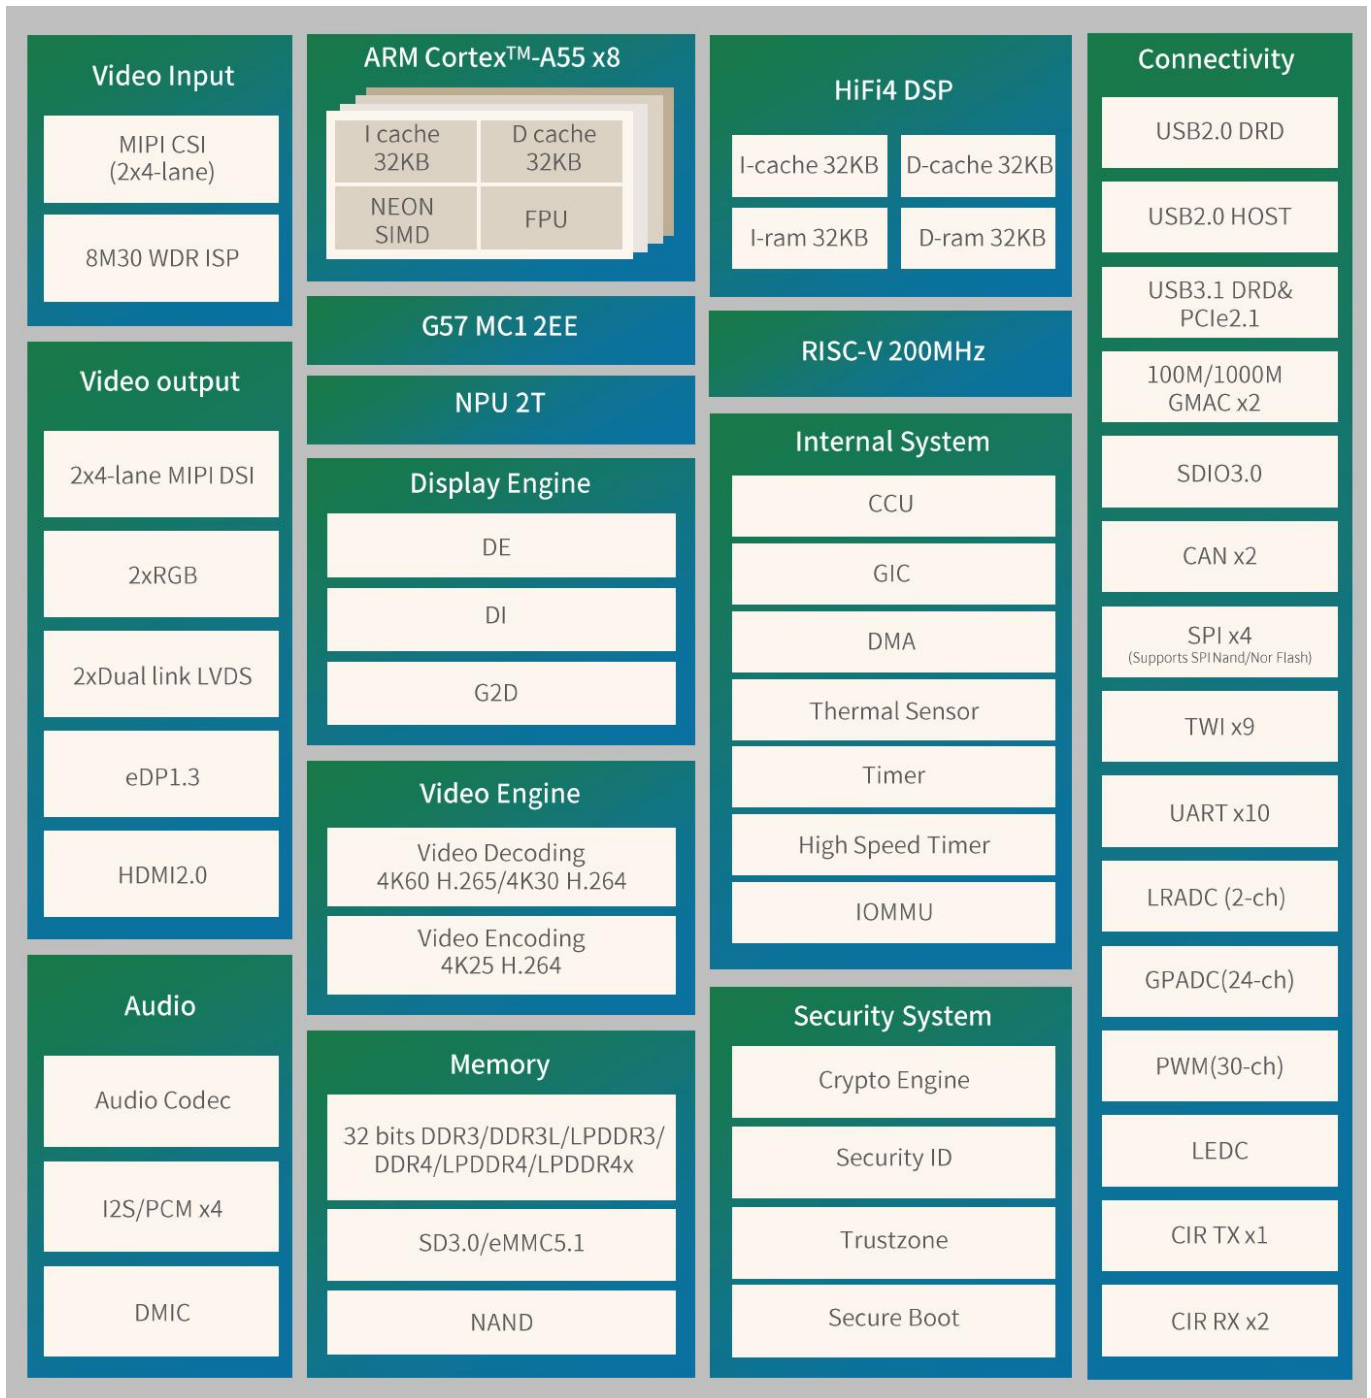 Video Input
MIPI CSI
(2x4-lane)
8M30 WDR ISP
Video output
2x4-lane MIPI DSI
2xRGB
2xDual link LVDS
eDP1.3
HDMI2.0
Audio
Audio Codec
I2S/PCM x4
DMIC
ARM Cortex™-A55 x8
I cache
32KB
D cache
32KB
NEON
SIMD
FPU
G57 MC1 2EE
NPU 2T
Display Engine
DE
DI
G2D
Video Engine
Video Decoding
4K60 H.265/4K30 H.264
Video Encoding
4K25 H.264
Memory
32 bits DDR3/DDR3L/LPDDR3/
DDR4/LPDDR4/LPDDR4x
SD3.0/eMMC5.1
NAND
HiFi4 DSP
I-cache 32KB
D-cache 32KB
I-ram 32KB
D-ram 32KB
RISC-V 200MHz
Internal System
CCU
GIC
DMA
Thermal Sensor
Timer
High Speed Timer
IOMMU
Security System
Crypto Engine
Security ID
Trustzone
Secure Boot
Connectivity
USB2.0 DRD
USB2.0 HOST
USB3.1 DRD&
PCIe2.1
100M/1000M
GMAC x2
SDIO3.0
CAN x2
SPI x4
(Supports SPI Nand/Nor Flash)
TWI x9
UART x10
LRADC (2-ch)
GPADC(24-ch)
PWM(30-ch)
LEDC
CIR TX x1
CIR RX x2